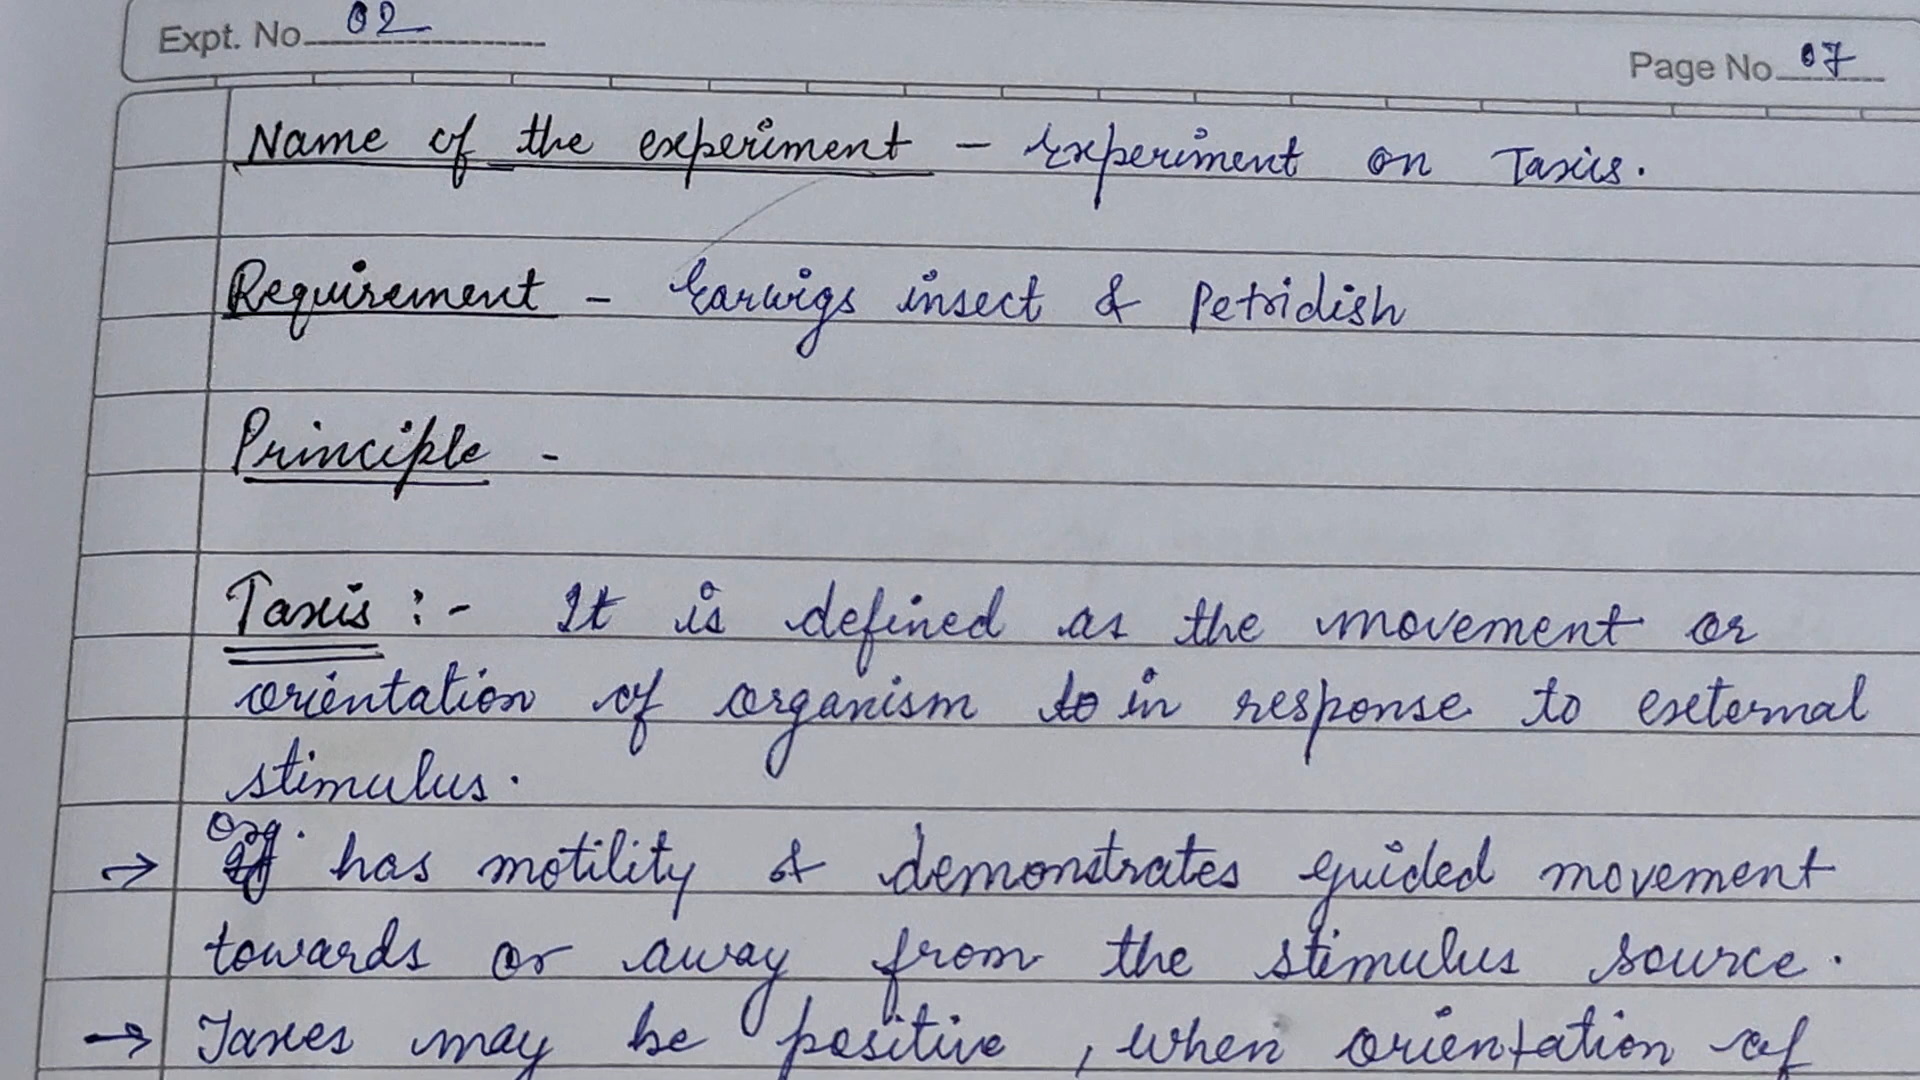 Expt. No 02
Page No 07
Name of the experiment - Experiment on Taxis.
Requirement - Earwigs insect & Petridish
Principle -
Taxis :- It is defined as the movement or
orientation of organism to in response to external
stimulus.
→ Org. has motility & demonstrates guided movement
towards or away from the stimulus source.
→ Taxes may be positive, when orientation of